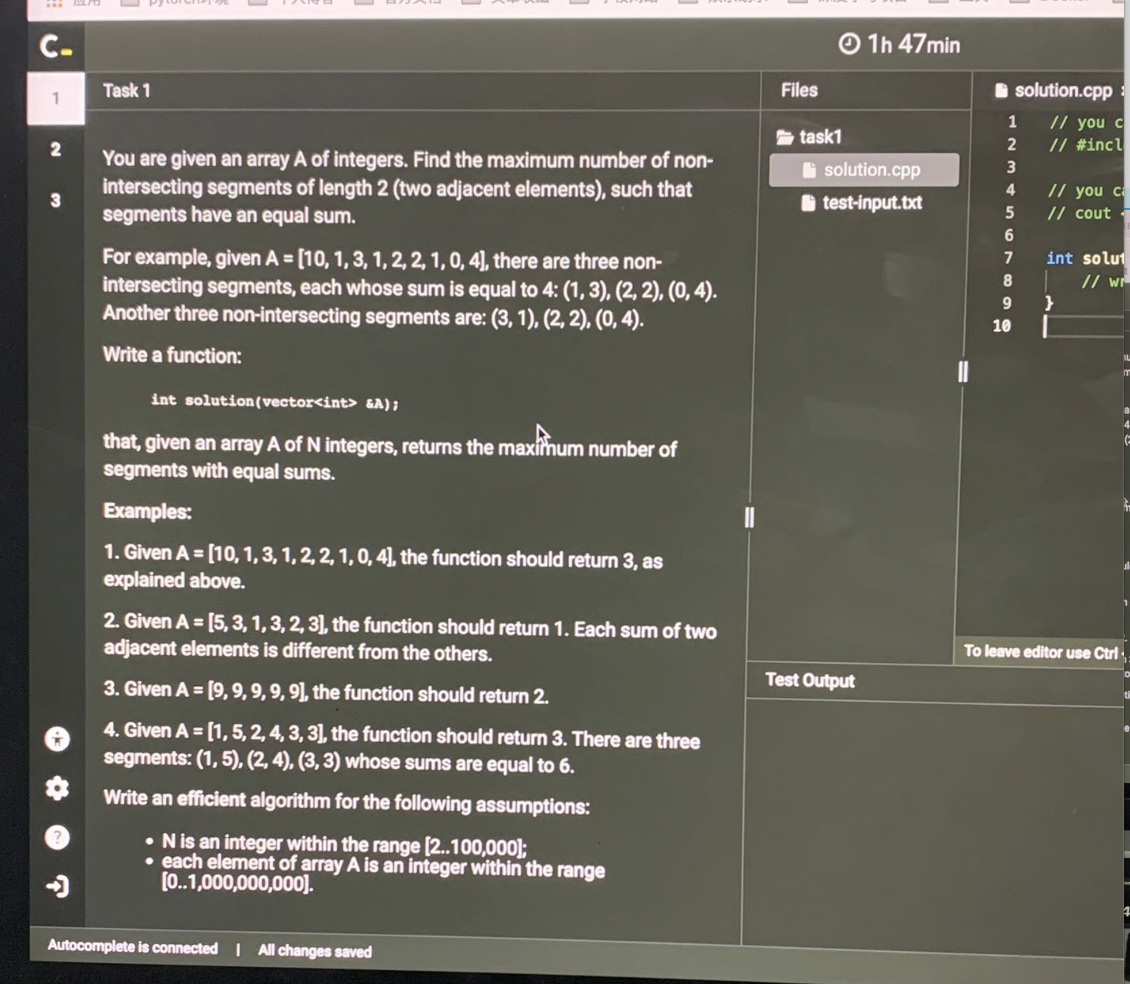 应用
C
1h 47min
1
2
3
Task 1
You are given an array A of integers. Find the maximum number of non-
intersecting segments of length 2 (two adjacent elements), such that
segments have an equal sum.
For example, given A = [10, 1, 3, 1, 2, 2, 1, 0, 4], there are three non-
intersecting segments, each whose sum is equal to 4: (1, 3), (2, 2), (0, 4).
Another three non-intersecting segments are: (3, 1), (2, 2), (0, 4).
Write a function:
int solution(vector<int> &A);
that, given an array A of N integers, returns the maximum number of
segments with equal sums.
Examples:
1. Given A = [10, 1, 3, 1, 2, 2, 1, 0, 4], the function should return 3, as
explained above.
2. Given A = [5, 3, 1, 3, 2, 3], the function should return 1. Each sum of two
adjacent elements is different from the others.
3. Given A = [9, 9, 9, 9, 9], the function should return 2.
4. Given A = [1, 5, 2, 4, 3, 3], the function should return 3. There are three
segments: (1, 5), (2, 4), (3, 3) whose sums are equal to 6.
Write an efficient algorithm for the following assumptions:
• N is an integer within the range [2..100,000];
• each element of array A is an integer within the range
[0..1,000,000,000].
Files
task1
solution.cpp
test-input.txt
solution.cpp
1 // you c
2 // #incl
3
4 // you ca
5 // cout
6
7 int solut
8 // wr
9 }
10
To leave editor use Ctrl
Test Output
Autocomplete is connected | All changes saved